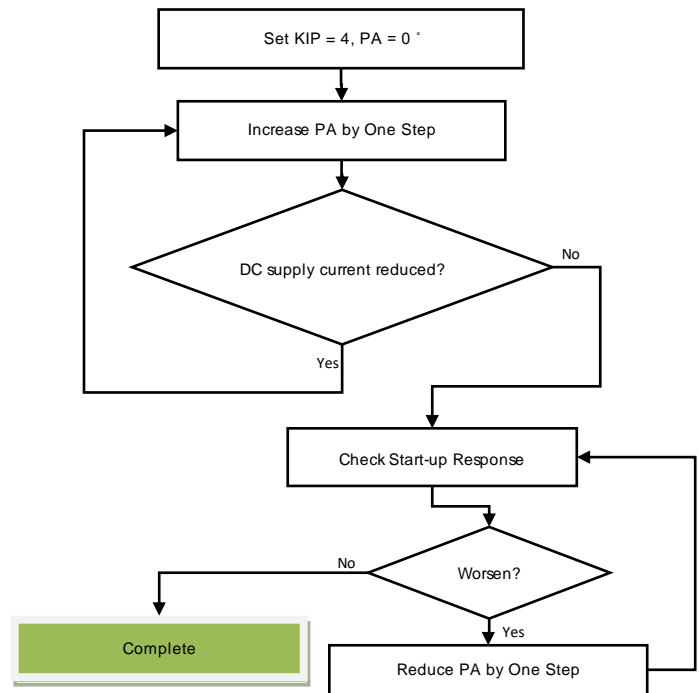 Set KIP = 4, PA = 0 °
Increase PA by One Step
DC supply current reduced?
No
Yes
Check Start-up Response
Worsen?
No
Yes
Complete
Reduce PA by One Step